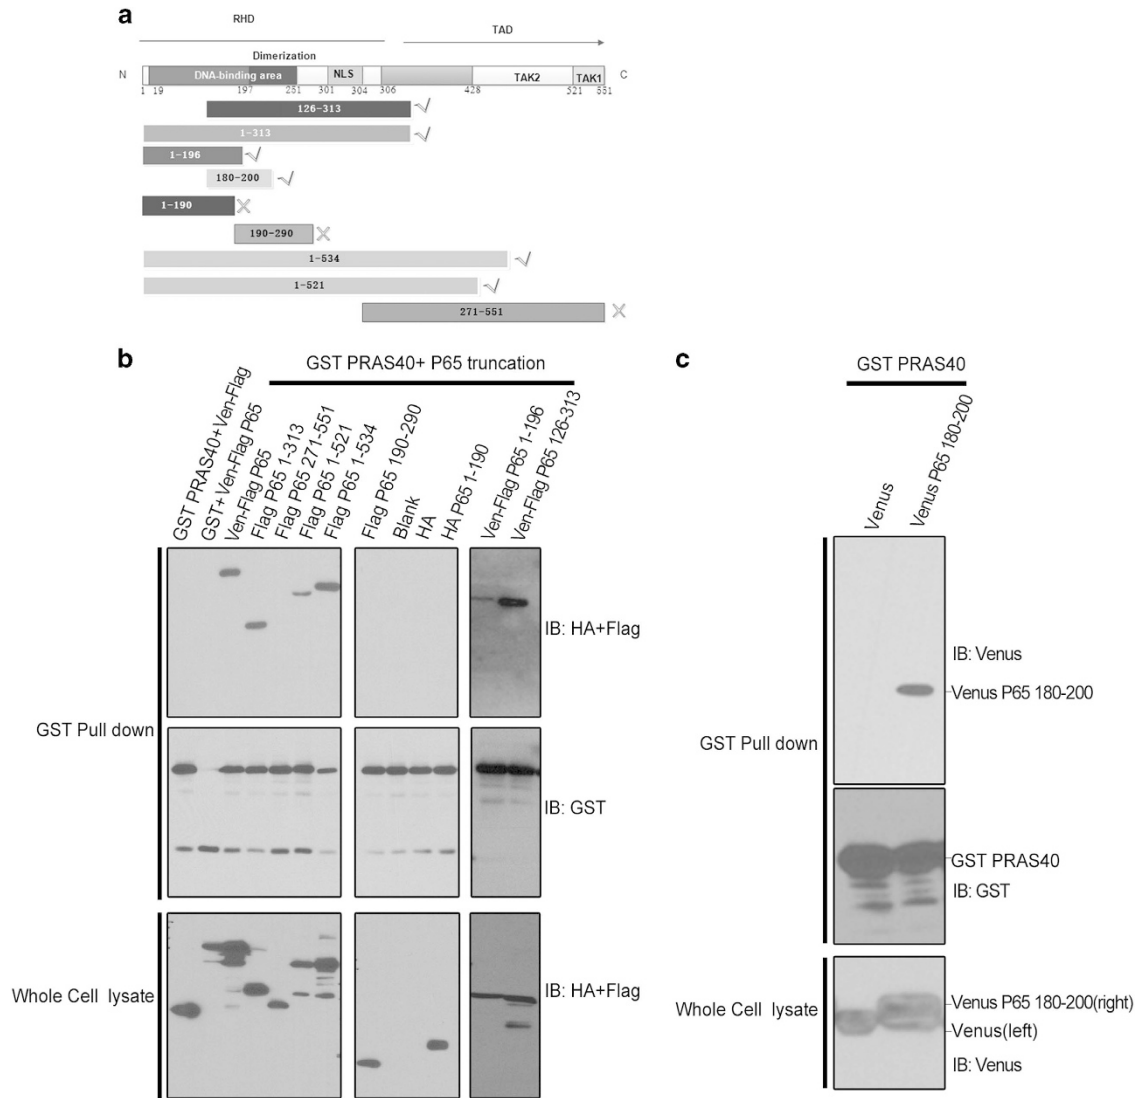 a
RHD
TAD
Dimerization
N
DNA-binding area
NLS
TAK2
TAK1
C
1 19 197 251 301 304 306 428 521 551
126-313
1-313
1-196
180-200
1-190
190-290
1-534
1-521
271-551
b
GST PRAS40+ P65 truncation
GST PRAS40+Ven-Flag
GST+Ven-Flag P65
Ven-Flag P65
Flag P65 1-313
Flag P65 271-551
Flag P65 1-521
Flag P65 1-534
Flag P65 190-290
Blank
HA
HA P65 1-190
Ven-Flag P65 1-196
Ven-Flag P65 126-313
IB: HA+Flag
GST Pull down
IB: GST
Whole Cell lysate
IB: HA+Flag
c
GST PRAS40
Venus
Venus P65 180-200
IB: Venus
Venus P65 180-200
GST Pull down
GST PRAS40
IB: GST
Whole Cell lysate
Venus P65 180-200(right)
Venus(left)
IB: Venus